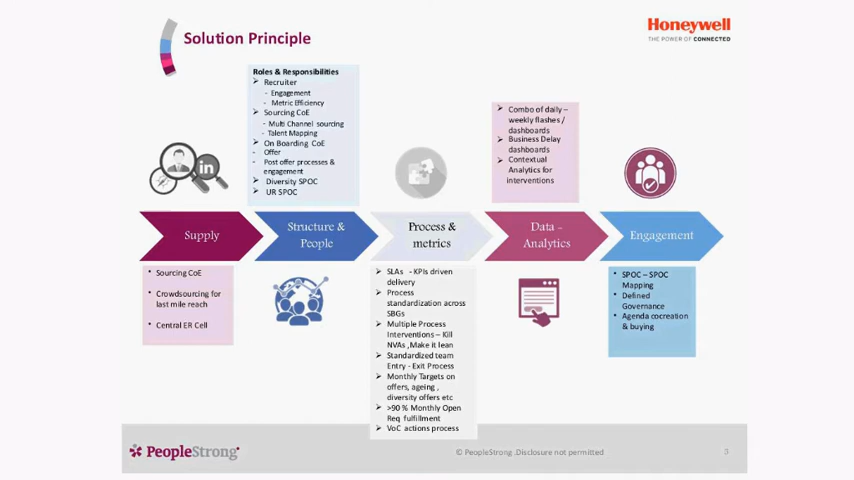 Solution Principle
Honeywell
THE POWER OF CONNECTED
Roles & Responsibilities
➢ Recruiter
- Engagement
- Metric Efficiency
➢ Sourcing CoE
- Multi Channel sourcing
- Talent Mapping
➢ On Boarding CoE
- Offer
- Post offer processes &
engagement
➢ Diversity SPOC
➢ UR SPOC
➢ Combo of daily –
weekly flashes /
dashboards
➢ Business Delay
dashboards
➢ Contextual
Analytics for
interventions
in
Supply
Structure &
People
Process &
metrics
Data –
Analytics
Engagement
• Sourcing CoE
• Crowdsourcing for
last mile reach
• Central ER Cell
➢ SLAs - KPIs driven
delivery
➢ Process
standardization across
SBGs
➢ Multiple Process
Interventions – Kill
NVAs ,Make it lean
➢ Standardized team
Entry - Exit Process
➢ Monthly Targets on
offers, ageing ,
diversity offers etc
➢ >90 % Monthly Open
Req fulfillment
➢ VoC actions process
• SPOC – SPOC
Mapping
• Defined
Governance
• Agenda cocreation
& buying
PeopleStrong
© PeopleStrong .Disclosure not permitted
3